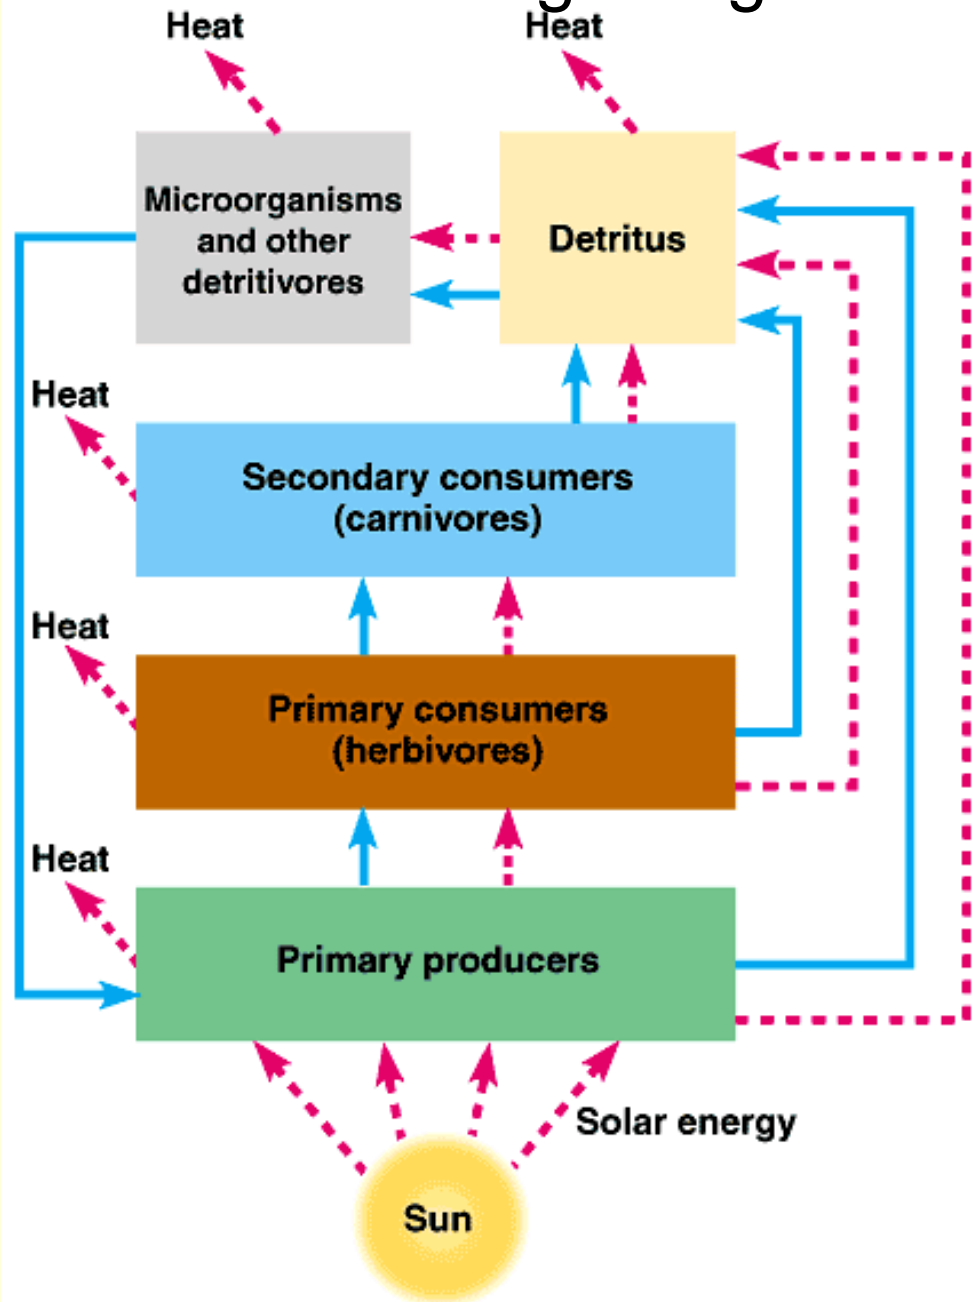 Heat
Heat
Microorganisms
and other
detritivores
Detritus
Heat
Secondary consumers
(carnivores)
Heat
Primary consumers
(herbivores)
Heat
Primary producers
Solar energy
Sun